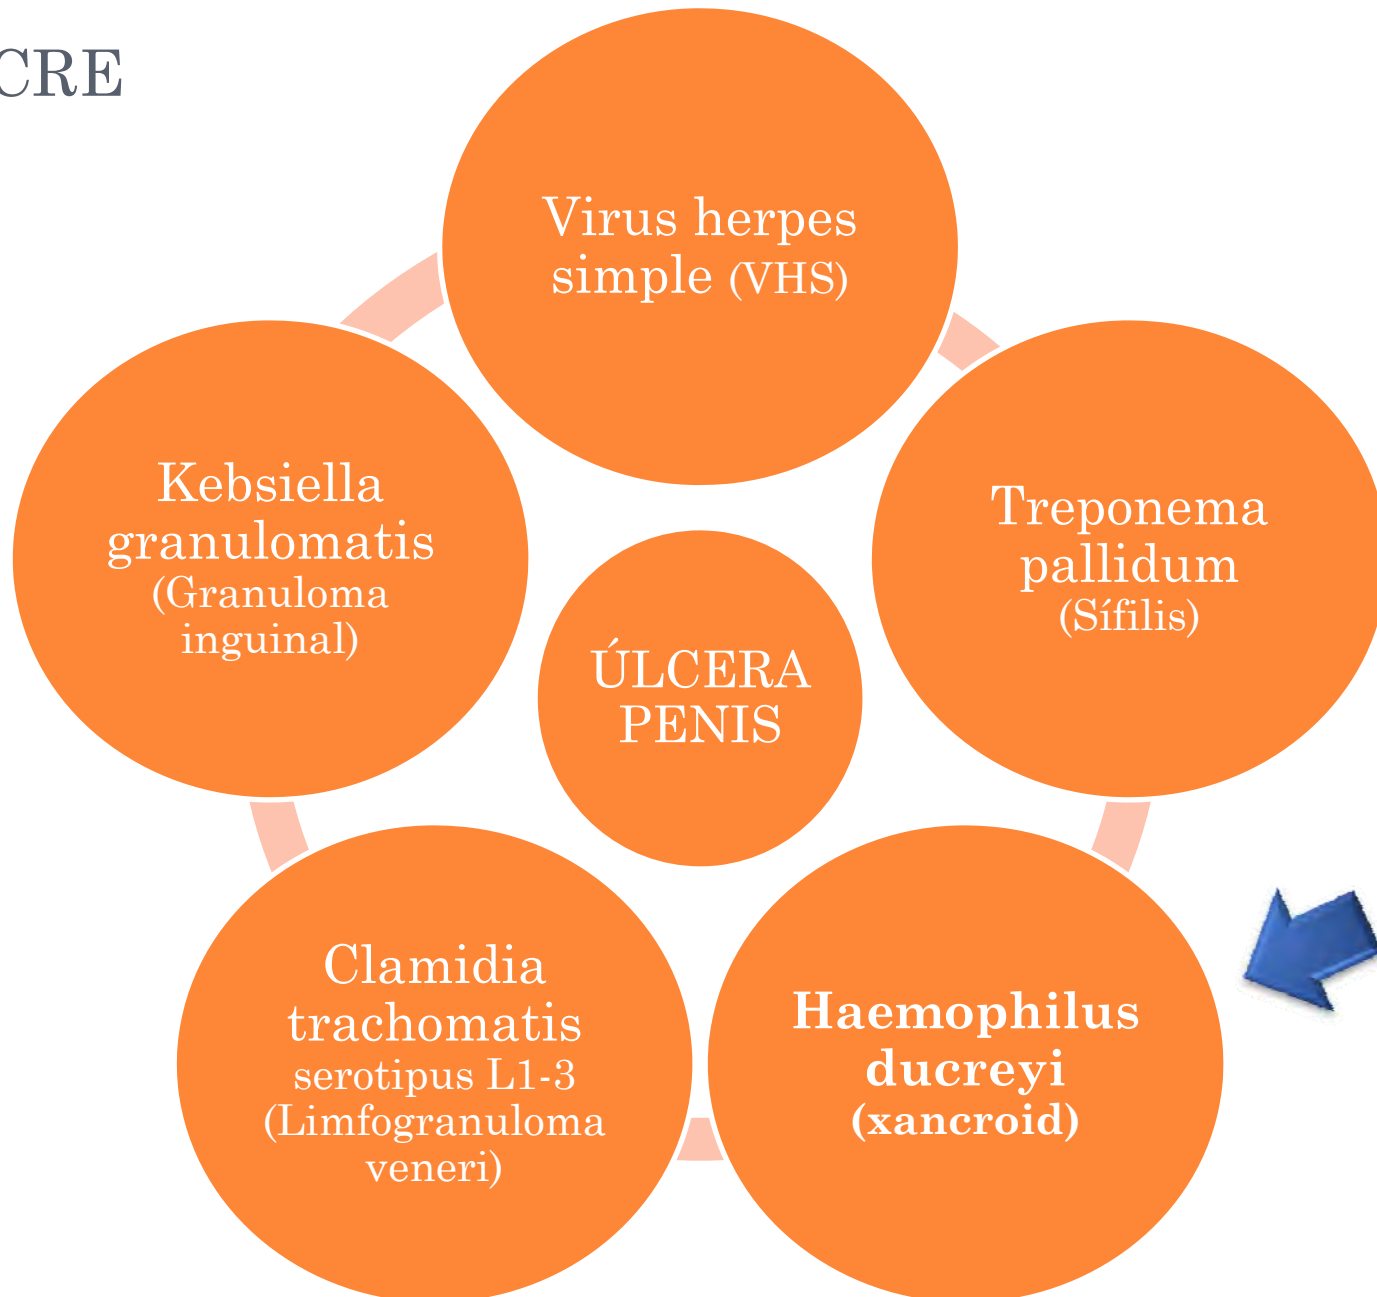 CRE
Virus herpes
simple (VHS)
Kebsiella
granulomatis
(Granuloma
inguinal)
Treponema
pallidum
(Sífilis)
ÚLCERA
PENIS
Clamidia
trachomatis
serotipus L1-3
(Limfogranuloma
veneri)
Haemophilus
ducreyi
(xancroid)